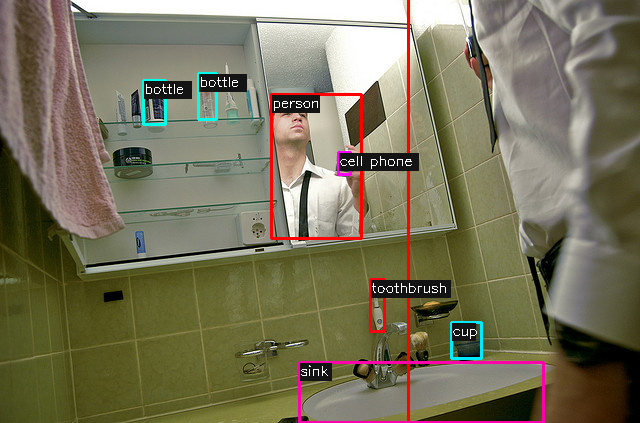 bottle
bottle
person
cell phone
toothbrush
cup
sink